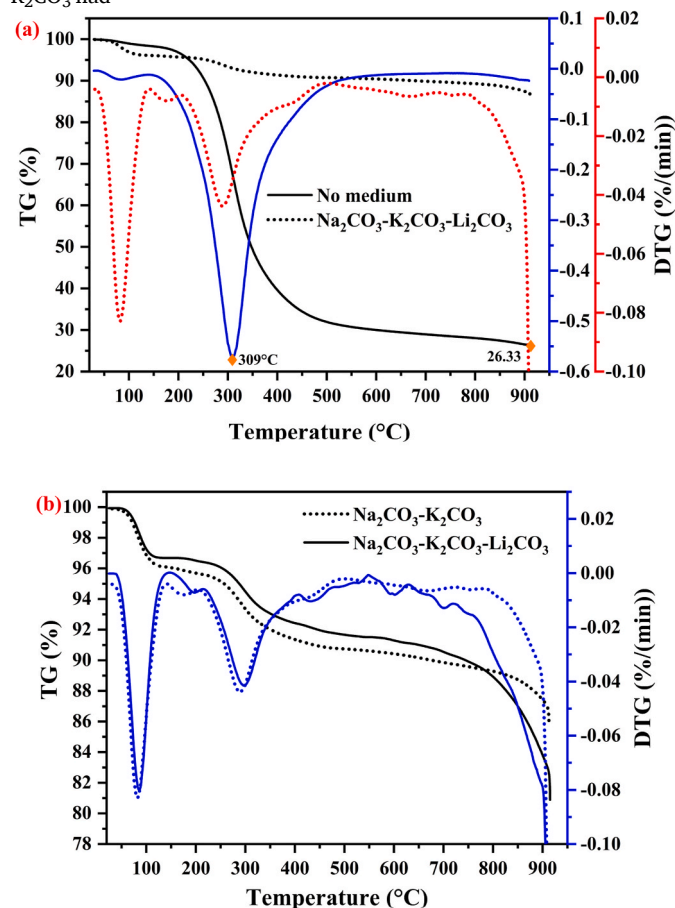 K₂CO₃ had
(a)
100
90
80
70
60
50
40
30
20
TG (%)
No medium
Na₂CO₃-K₂CO₃-Li₂CO₃
309°C
26.33
100 200 300 400 500 600 700 800 900
Temperature (°C)
0.1
0.0
-0.1
-0.2
-0.3
-0.4
-0.5
-0.6
0.02
0.00
-0.02
-0.04
-0.06
-0.08
-0.10
DTG (%/(min))
(b)
100
98
96
94
92
90
88
86
84
82
80
78
TG (%)
Na₂CO₃-K₂CO₃
Na₂CO₃-K₂CO₃-Li₂CO₃
100 200 300 400 500 600 700 800 900
Temperature (°C)
0.02
0.00
-0.02
-0.04
-0.06
-0.08
-0.10
DTG (%/(min))